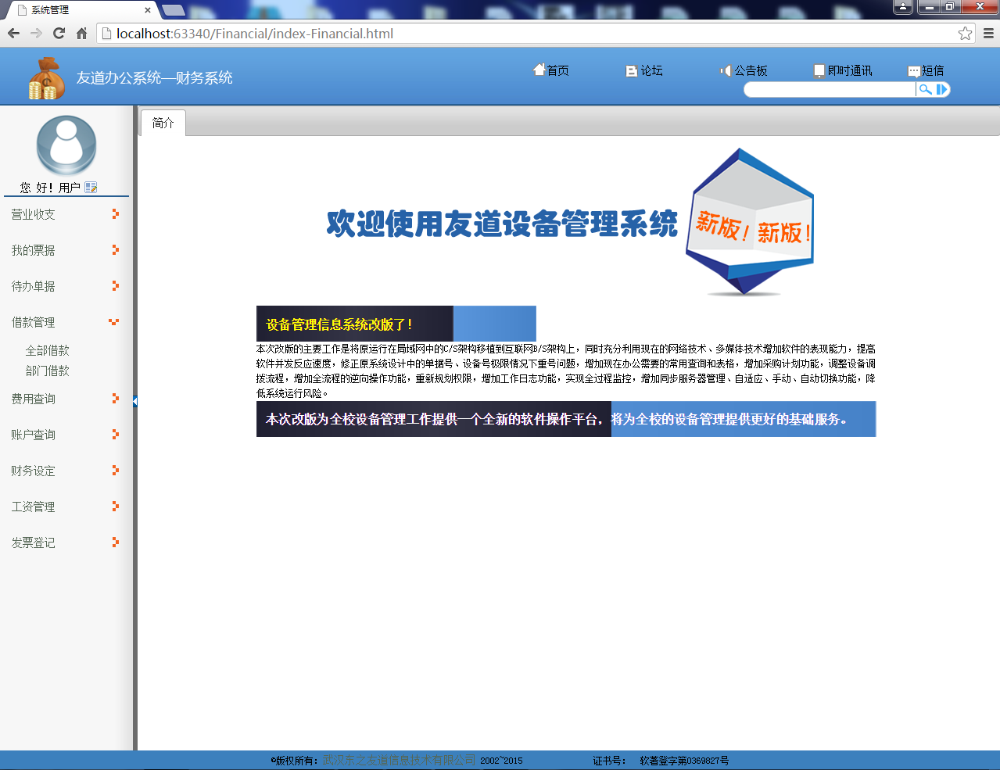 系统管理
localhost:63340/Financial/index-Financial.html
友道办公系统—财务系统
首页 论坛 公告板 即时通讯 短信
简介
您 好！用户
营业收支
我的票据
待办单据
借款管理
全部借款
部门借款
费用查询
账户查询
财务设定
工资管理
发票登记
欢迎使用友道设备管理系统
新版！新版！
设备管理信息系统改版了！
本次改版的主要工作是将原运行在局域网中的C/S架构移植到互联网B/S架构上，同时充分利用现在的网络技术、多媒体技术增加软件的表现能力，提高
软件并发反应速度，修正原系统设计中的单据号、设备号极限情况下重号问题，增加现在办公需要的常用查询和表格，增加采购计划功能，调整设备调
拨流程，增加全流程的逆向操作功能，重新规划权限，增加工作日志功能，实现全过程监控，增加同步服务器管理、自适应、手动、自动切换功能，降
低系统运行风险。
本次改版为全校设备管理工作提供一个全新的软件操作平台，将为全校的设备管理提供更好的基础服务。
©版权所有：武汉东之友道信息技术有限公司 2002~2015 证书号： 软著登字第0369827号